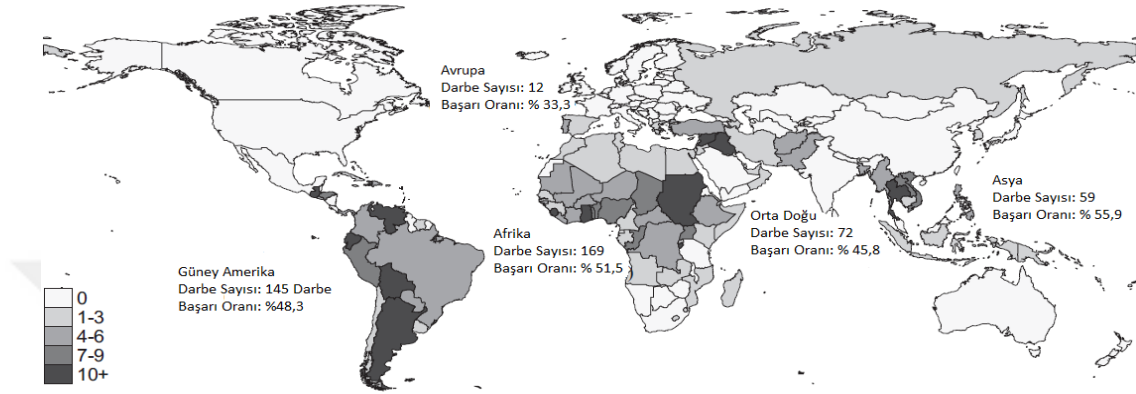 Avrupa
Darbe Sayısı: 12
Başarı Oranı: % 33,3
Asya
Darbe Sayısı: 59
Başarı Oranı: % 55,9
Orta Doğu
Darbe Sayısı: 72
Başarı Oranı: % 45,8
Afrika
Darbe Sayısı: 169
Başarı Oranı: % 51,5
Güney Amerika
Darbe Sayısı: 145 Darbe
Başarı Oranı: %48,3
0
1-3
4-6
7-9
10+